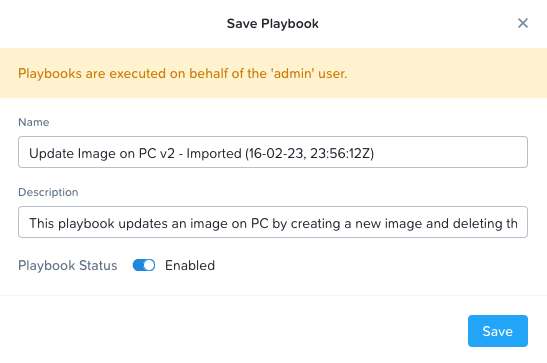 Save Playbook
Playbooks are executed on behalf of the 'admin' user.
Name
Update Image on PC v2 - Imported (16-02-23, 23:56:12Z)
Description
This playbook updates an image on PC by creating a new image and deleting th
Playbook Status Enabled
Save